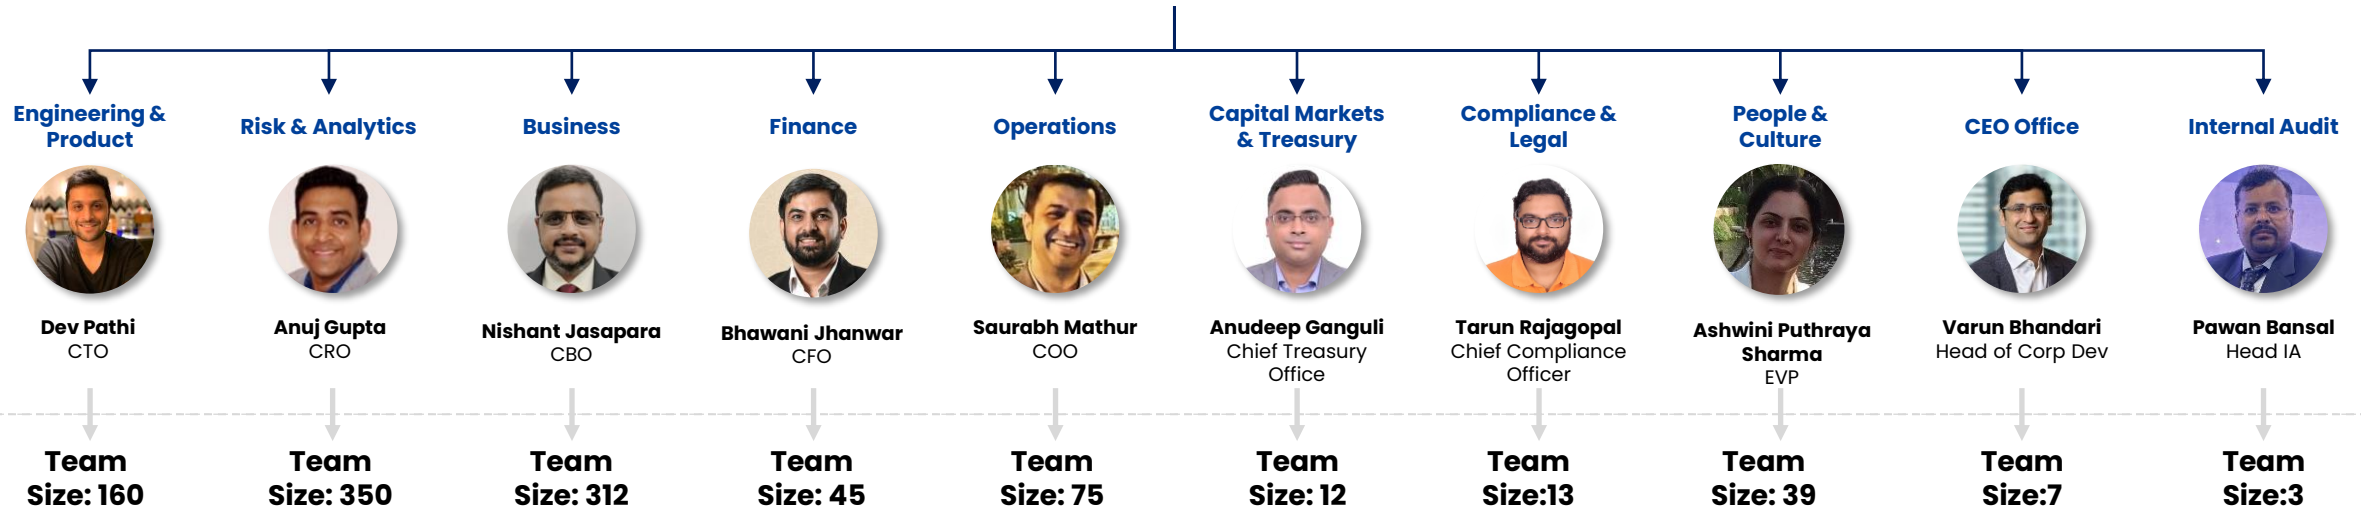 Engineering &
Product
Risk & Analytics
Business
Finance
Operations
Capital Markets
& Treasury
Compliance &
Legal
People &
Culture
CEO Office
Internal Audit
Dev Pathi
CTO
Anuj Gupta
CRO
Nishant Jasapara
CBO
Bhawani Jhanwar
CFO
Saurabh Mathur
COO
Anudeep Ganguli
Chief Treasury
Office
Tarun Rajagopal
Chief Compliance
Officer
Ashwini Puthraya
Sharma
EVP
Varun Bhandari
Head of Corp Dev
Pawan Bansal
Head IA
Team
Size: 160
Team
Size: 350
Team
Size: 312
Team
Size: 45
Team
Size: 75
Team
Size: 12
Team
Size:13
Team
Size: 39
Team
Size:7
Team
Size:3